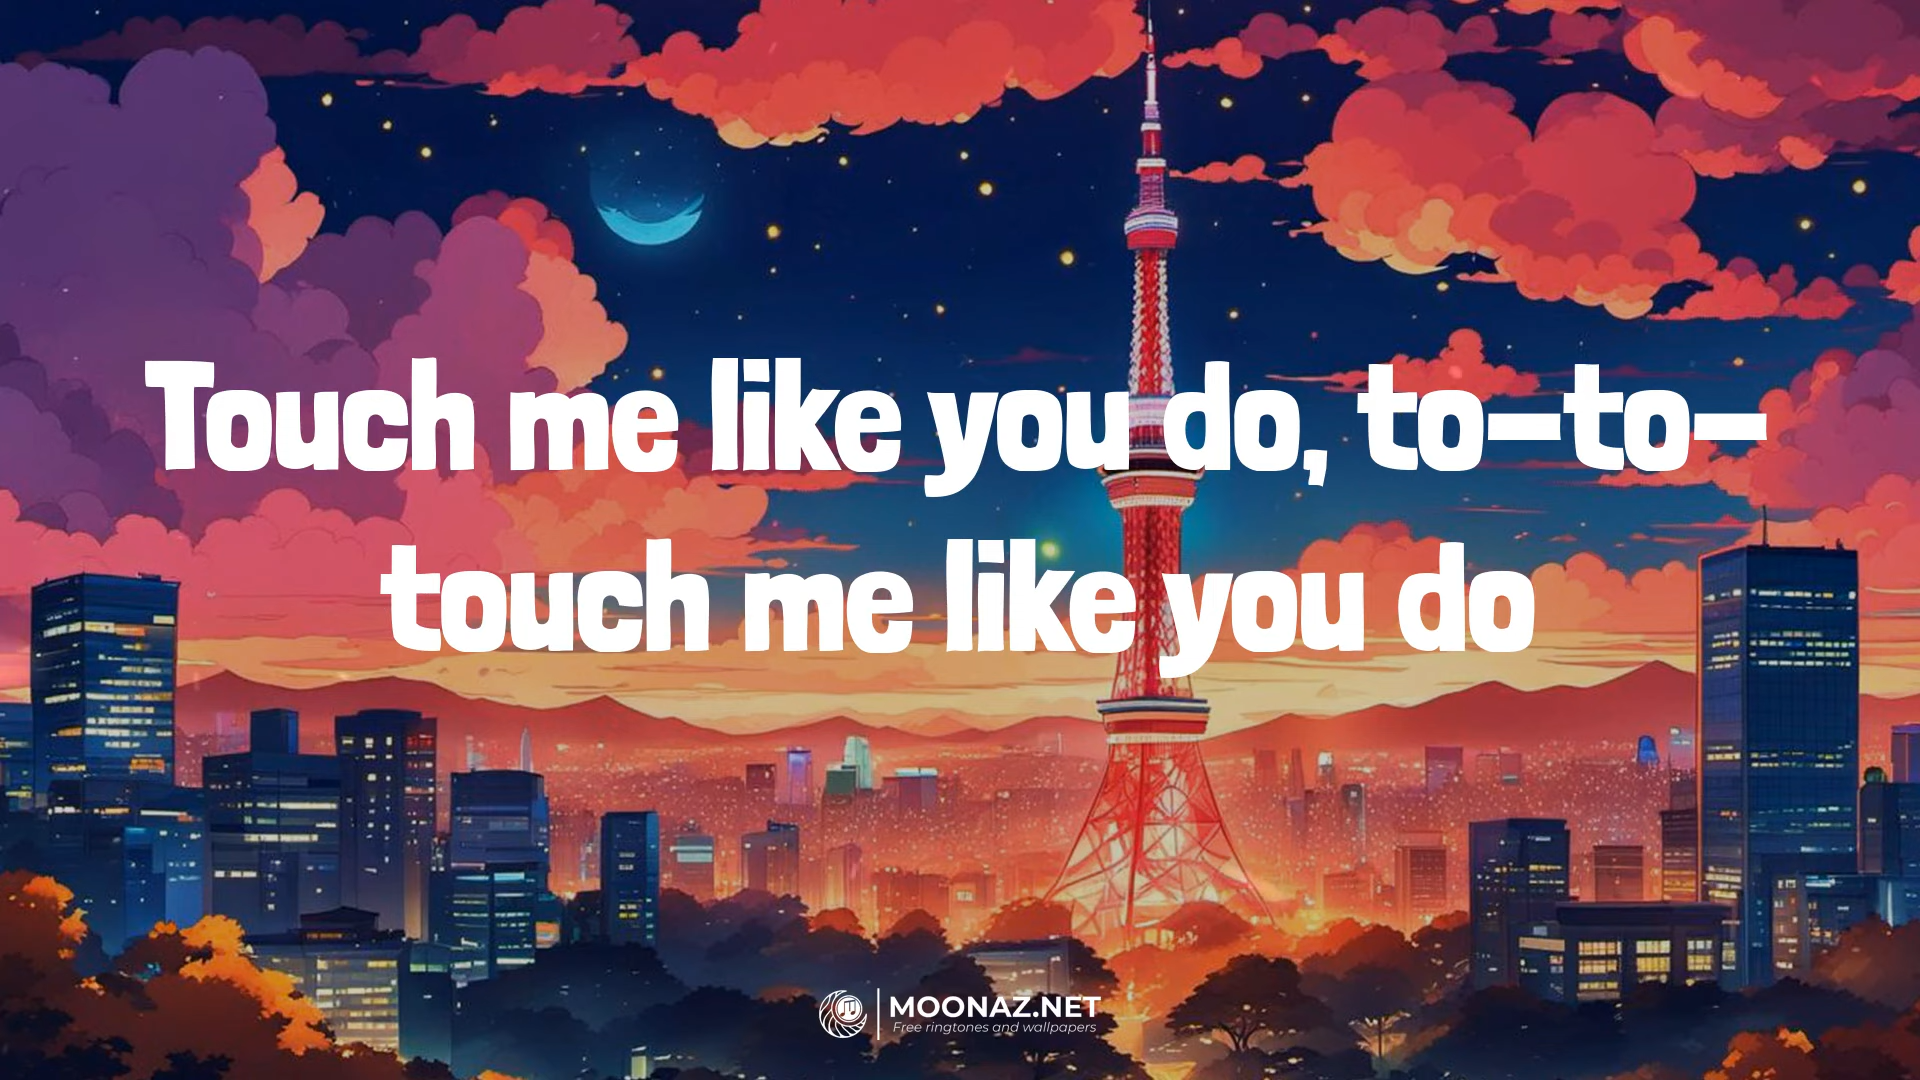 Touch me like you do, to-to-
touch me like you do
MOONAZ.NET
Free ringtones and wallpapers